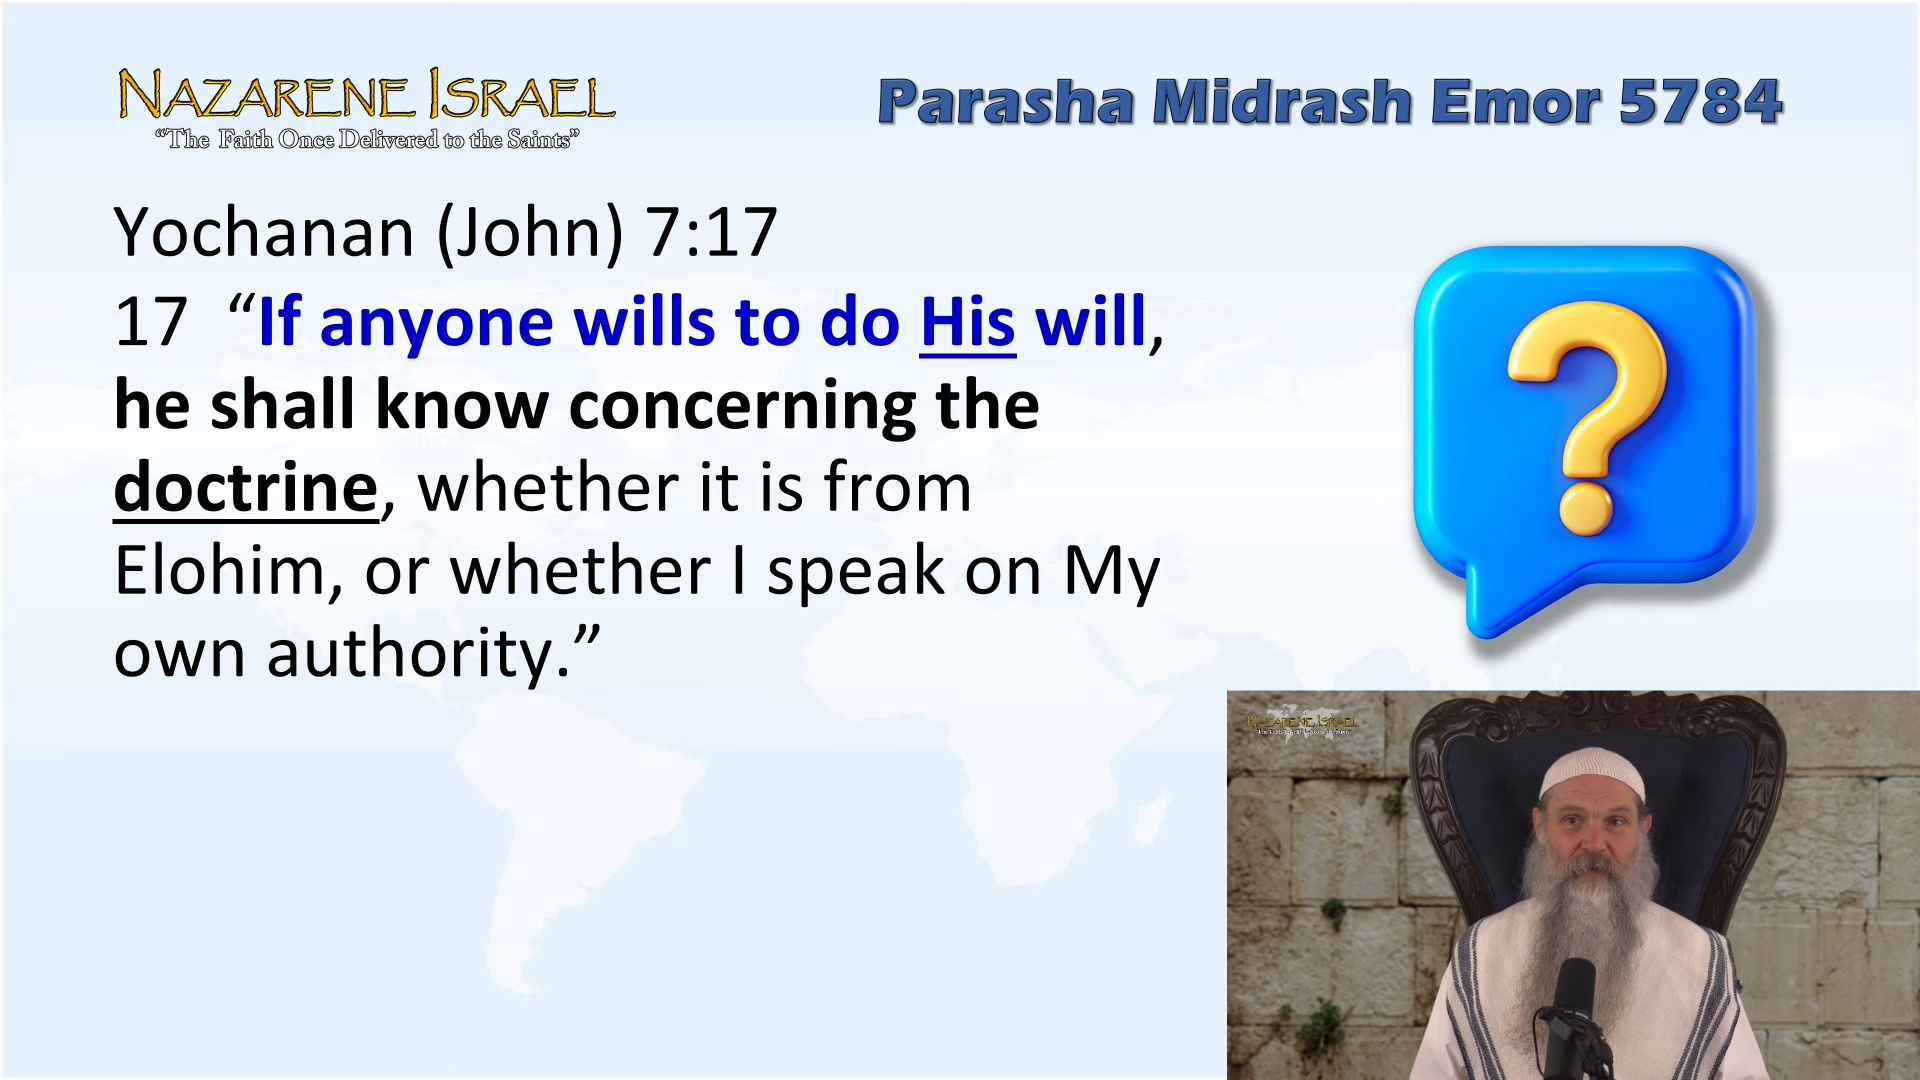 NAZARENE ISRAEL
“The Faith Once Delivered to the Saints”
Parasha Midrash Emor 5784
Yochanan (John) 7:17
17 “If anyone wills to do His will,
he shall know concerning the
doctrine, whether it is from
Elohim, or whether I speak on My
own authority.”
?
NAZARENE ISRAEL